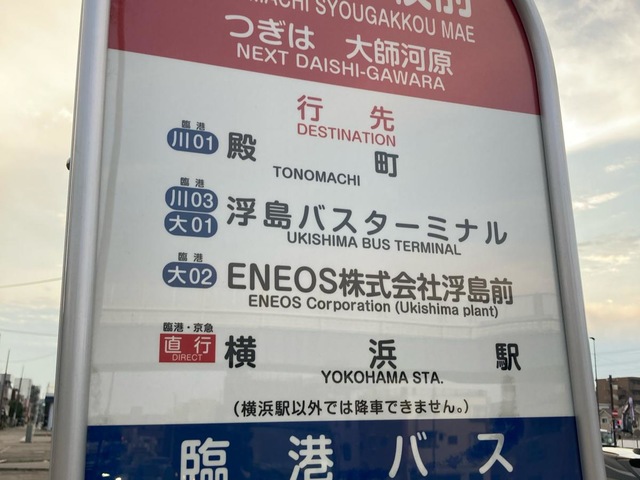 MACHI SYOUGAKKOU MAE
つぎは 大師河原
NEXT DAISHI-GAWARA
行先
DESTINATION
臨港
川01 殿町
TONOMACHI
臨港
川03
大01 浮島バスターミナル
UKISHIMA BUS TERMINAL
臨港
大02 ENEOS株式会社浮島前
ENEOS Corporation (Ukishima plant)
臨港・京急
直行 DIRECT 横浜駅
YOKOHAMA STA.
(横浜駅以外では降車できません。)
臨港バス